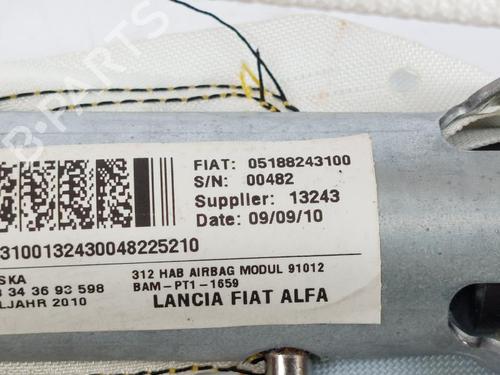 FIAT: 05188243100
S/N: 00482
Supplier: 13243
Date: 09/09/10
3100132430048225210
SKA
3 34 36 93 598
LJAHR 2010
312 HAB AIRBAG MODUL 91012
BAM-PT1-1659
LANCIA FIAT ALFA
B-PARTS